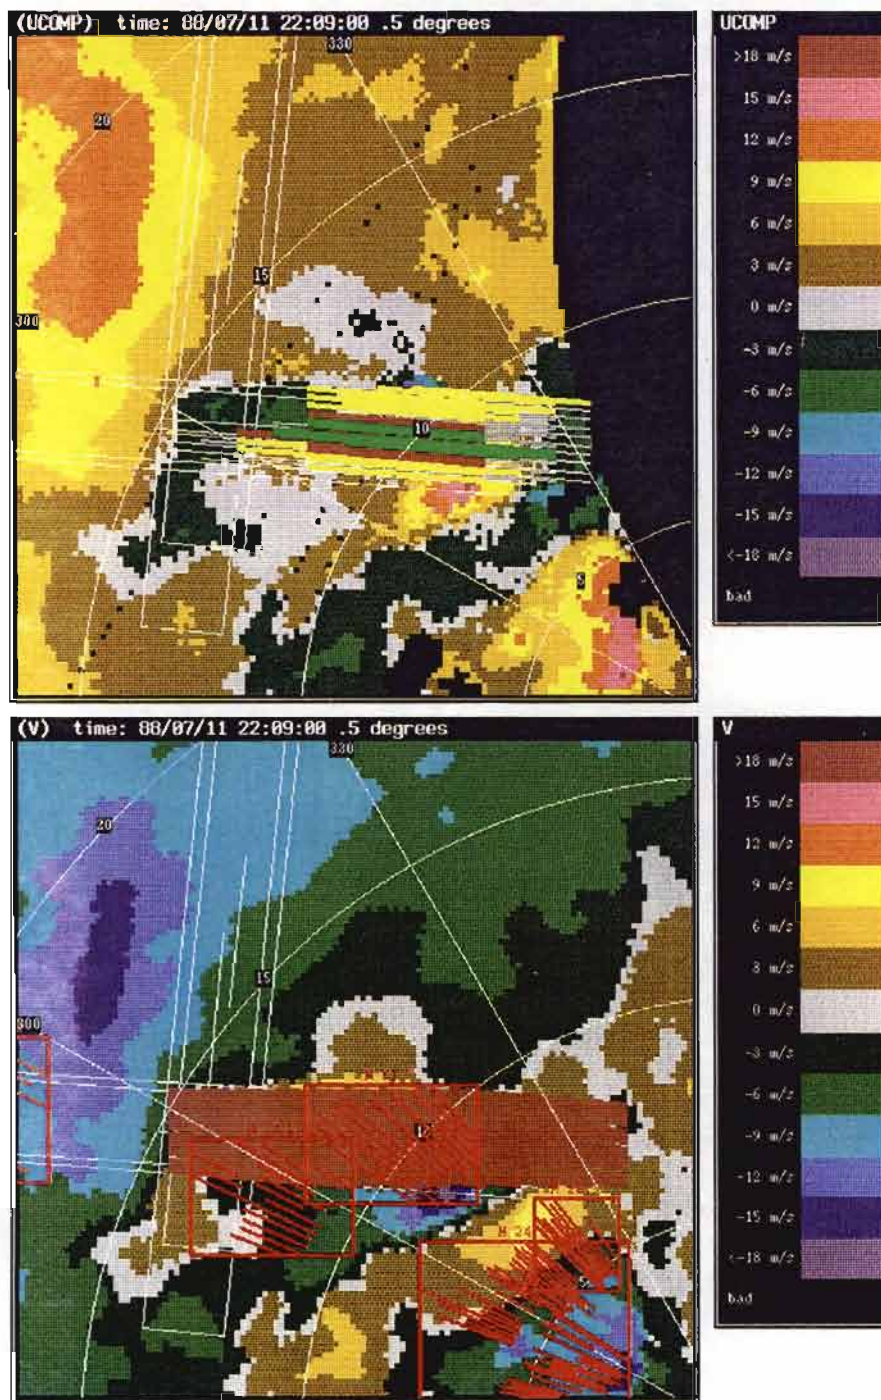 (UCOMP) time: 88/07/11 22:09:00 .5 degrees
330
20
15
300
10
5
UCOMP
>18 m/s
15 m/s
12 m/s
9 m/s
6 m/s
3 m/s
0 m/s
-3 m/s
-6 m/s
-9 m/s
-12 m/s
-15 m/s
<-18 m/s
bad
(V) time: 88/07/11 22:09:00 .5 degrees
330
20
15
300
M 24
5
V
>18 m/s
15 m/s
12 m/s
9 m/s
6 m/s
3 m/s
0 m/s
-3 m/s
-6 m/s
-9 m/s
-12 m/s
-15 m/s
<-18 m/s
bad